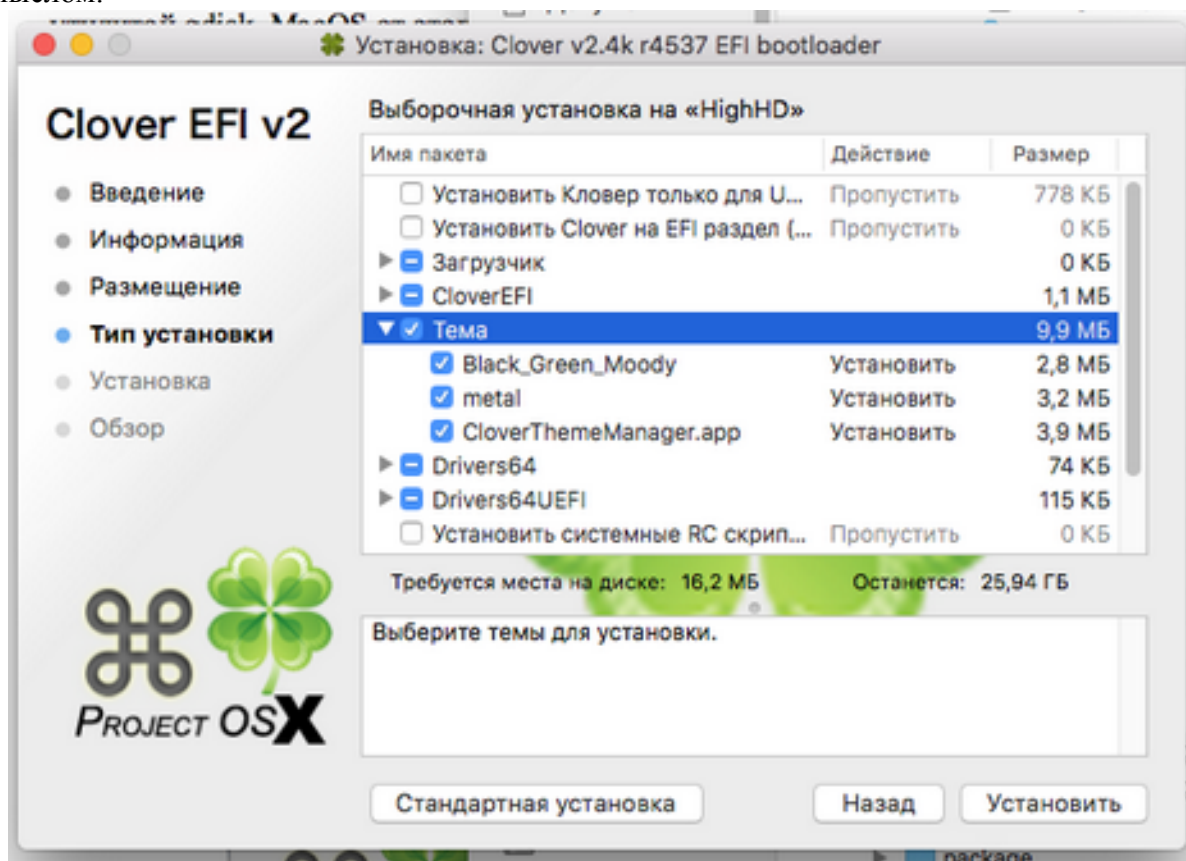 Установка: Clover v2.4k r4537 EFI bootloader
Clover EFI v2
Выборочная установка на «HighHD»
Имя пакета Действие Размер
Введение
Информация
Размещение
Тип установки
Установка
Обзор
Установить Кловер только для U... Пропустить 778 КБ
Установить Clover на EFI раздел (... Пропустить 0 КБ
Загрузчик 0 КБ
CloverEFI 1,1 МБ
Тема 9,9 МБ
Black_Green_Moody Установить 2,8 МБ
metal Установить 3,2 МБ
CloverThemeManager.app Установить 3,9 МБ
Drivers64 74 КБ
Drivers64UEFI 115 КБ
Установить системные RC скрип... Пропустить 0 КБ
Требуется места на диске: 16,2 МБ Останется: 25,94 ГБ
Выберите темы для установки.
PROJECT OSX
Стандартная установка Назад Установить
package